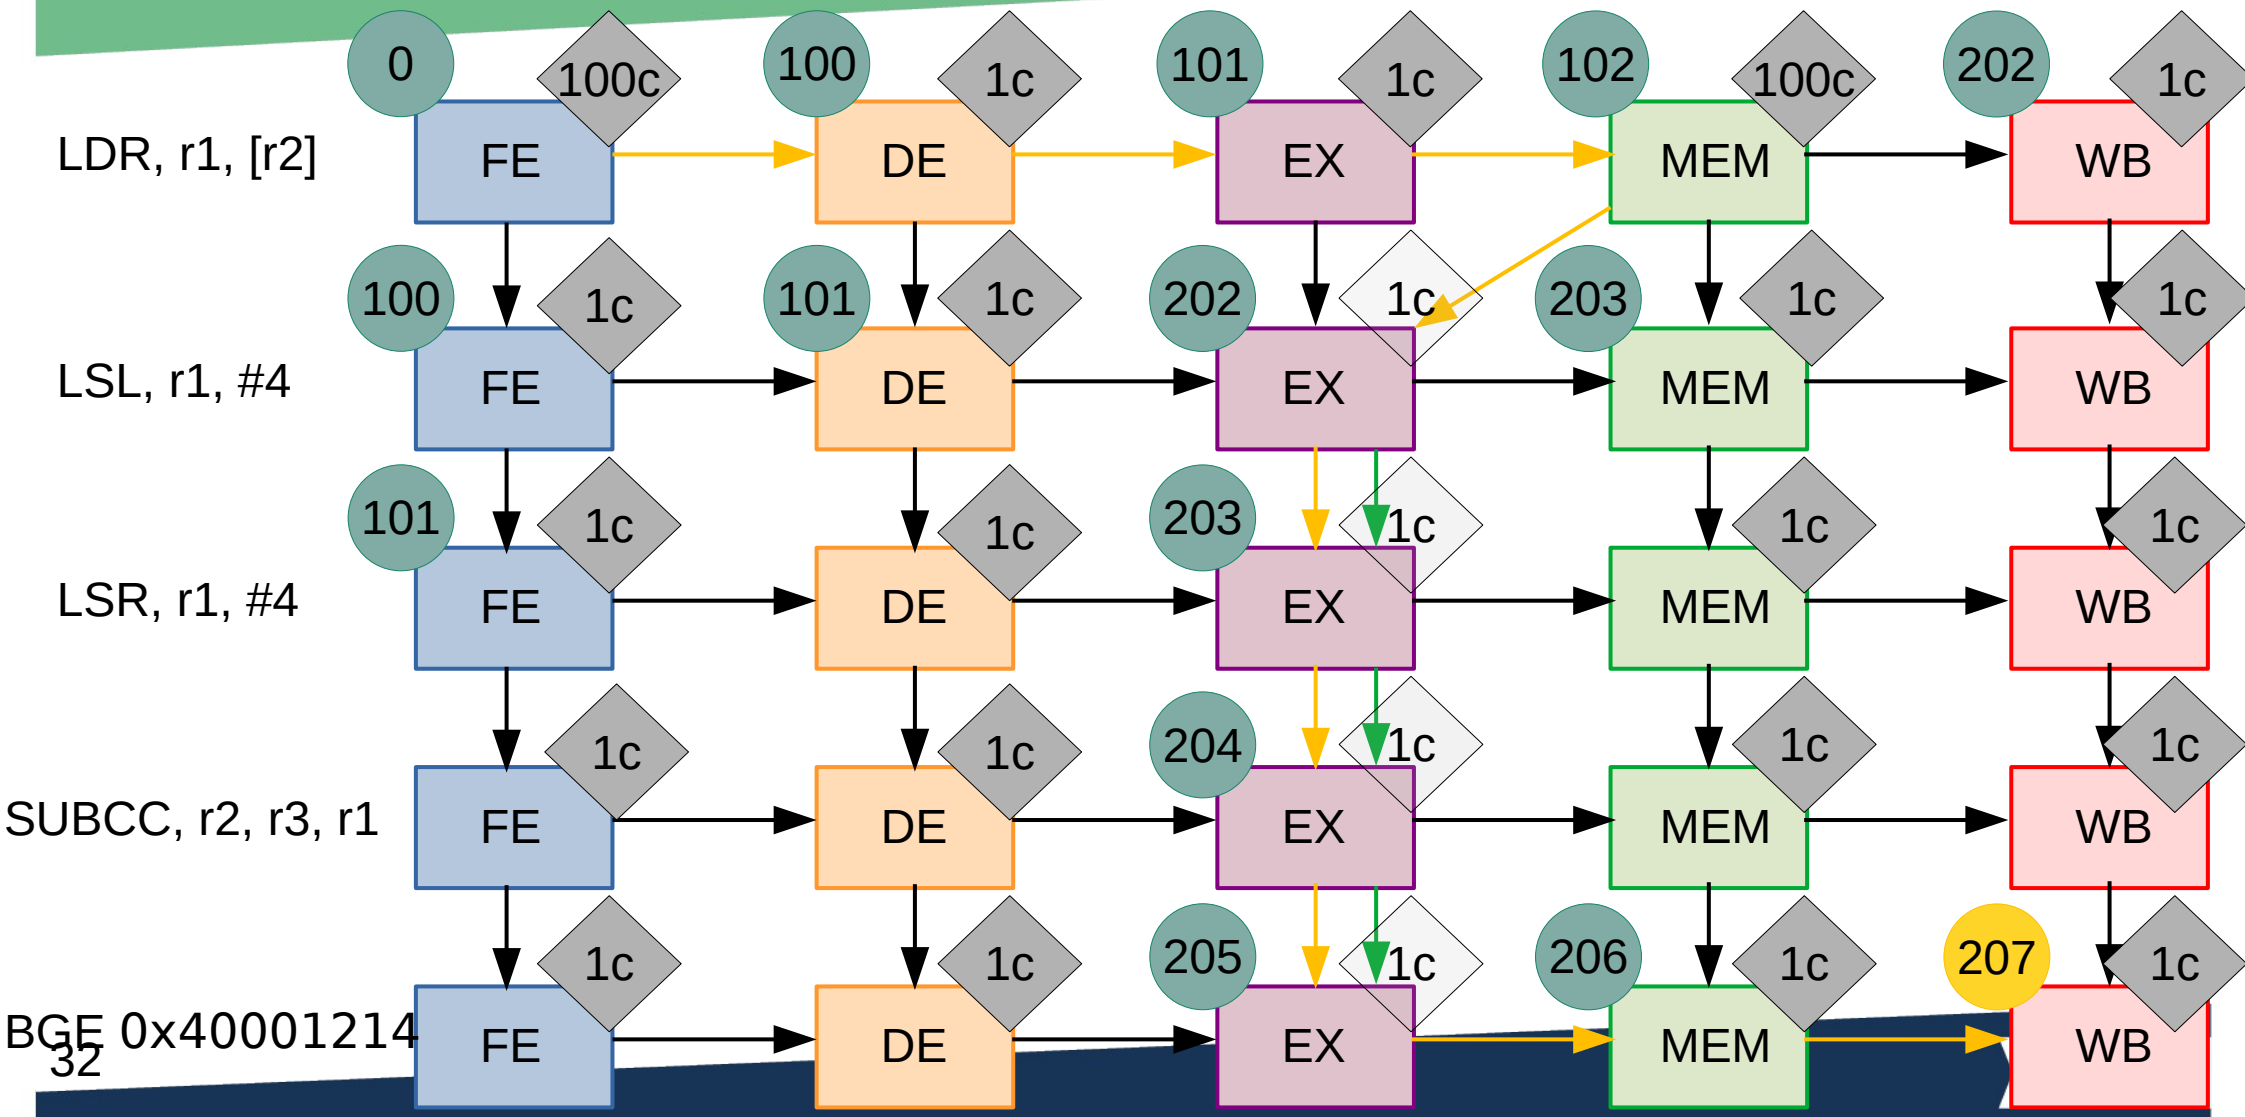 0 100c 100 1c 101 1c 102 100c 202 1c
LDR, r1, [r2] FE DE EX MEM WB
100 1c 101 1c 202 1c 203 1c 1c
LSL, r1, #4 FE DE EX MEM WB
101 1c 1c 203 1c 1c 1c
LSR, r1, #4 FE DE EX MEM WB
1c 1c 204 1c 1c 1c
SUBCC, r2, r3, r1 FE DE EX MEM WB
1c 1c 205 1c 206 1c 207 1c
BGE 0x40001214 FE DE EX MEM WB
32